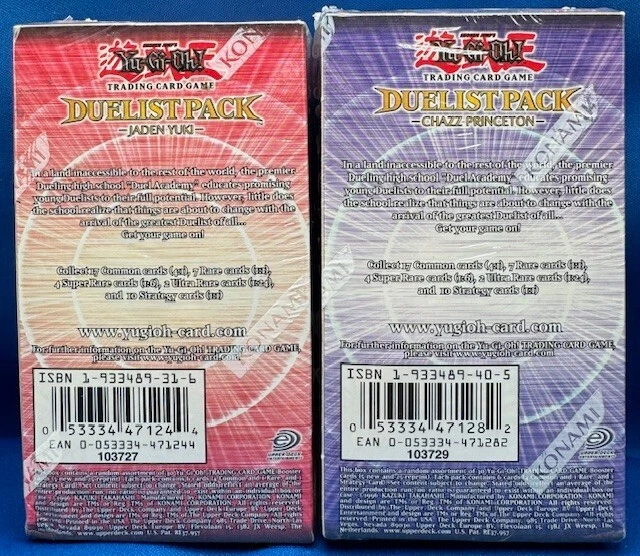 Yu-Gi-Oh!
TRADING CARD GAME
DUELIST PACK
-JADEN YUKI-
In a land inaccessible to the rest of the world, the premier
Dueling high school "Duel Academy" educates promising
young Duelists to their full potential. However, little does
the school realize that things are about to change with the
arrival of the greatest Duelist of all...
Get your game on!
Collect 17 Common cards (4:1), 7 Rare cards (1:1),
4 Super Rare cards (1:6), 2 Ultra Rare cards (1:24),
and 10 Strategy cards (1:1)
www.yugioh-card.com
For further information on the Yu-Gi-Oh! TRADING CARD GAME,
please visit www.yugioh-card.com.
ISBN 1-933489-31-6
0 53334 47124 4
EAN 0-053334-471244
103727
UPPER DECK
KONAMI
KONAMI
KONAMI
Yu-Gi-Oh!
TRADING CARD GAME
DUELIST PACK
-CHAZZ PRINCETON-
In a land inaccessible to the rest of the world, the premier
Dueling high school "Duel Academy" educates promising
young Duelists to their full potential. However, little does
the school realize that things are about to change with the
arrival of the greatest Duelist of all...
Get your game on!
Collect 17 Common cards (4:1), 7 Rare cards (1:1),
4 Super Rare cards (1:6), 2 Ultra Rare cards (1:24),
and 10 Strategy cards (1:1)
www.yugioh-card.com
For further information on the Yu-Gi-Oh! TRADING CARD GAME,
please visit www.yugioh-card.com.
ISBN 1-933489-40-5
0 53334 47128 2
EAN 0-053334-471282
103729
UPPER DECK
KONAMI
KONAMI